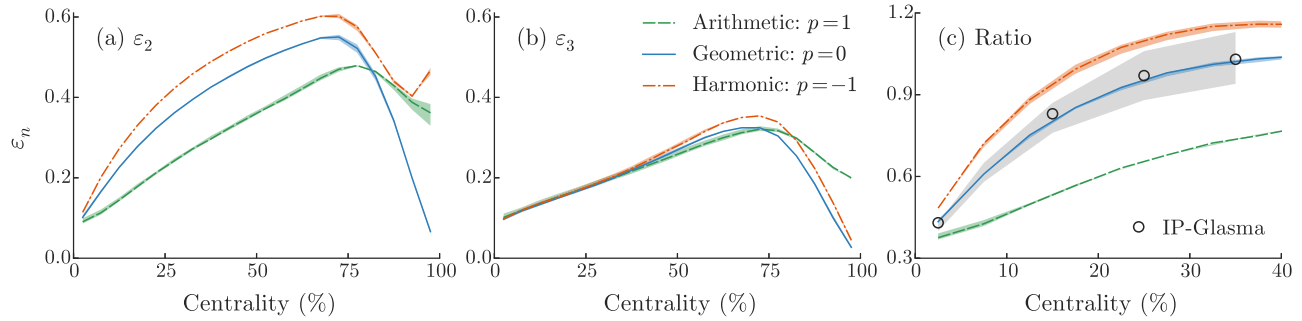 (a) ε₂
εₙ
0.6
0.4
0.2
0.0
0
25
50
75
100
Centrality (%)
(b) ε₃
0.6
0.4
0.2
0.0
0
25
50
75
100
Centrality (%)
Arithmetic: p=1
Geometric: p=0
Harmonic: p=−1
(c) Ratio
1.2
0.9
0.6
0.3
IP-Glasma
0
10
20
30
40
Centrality (%)